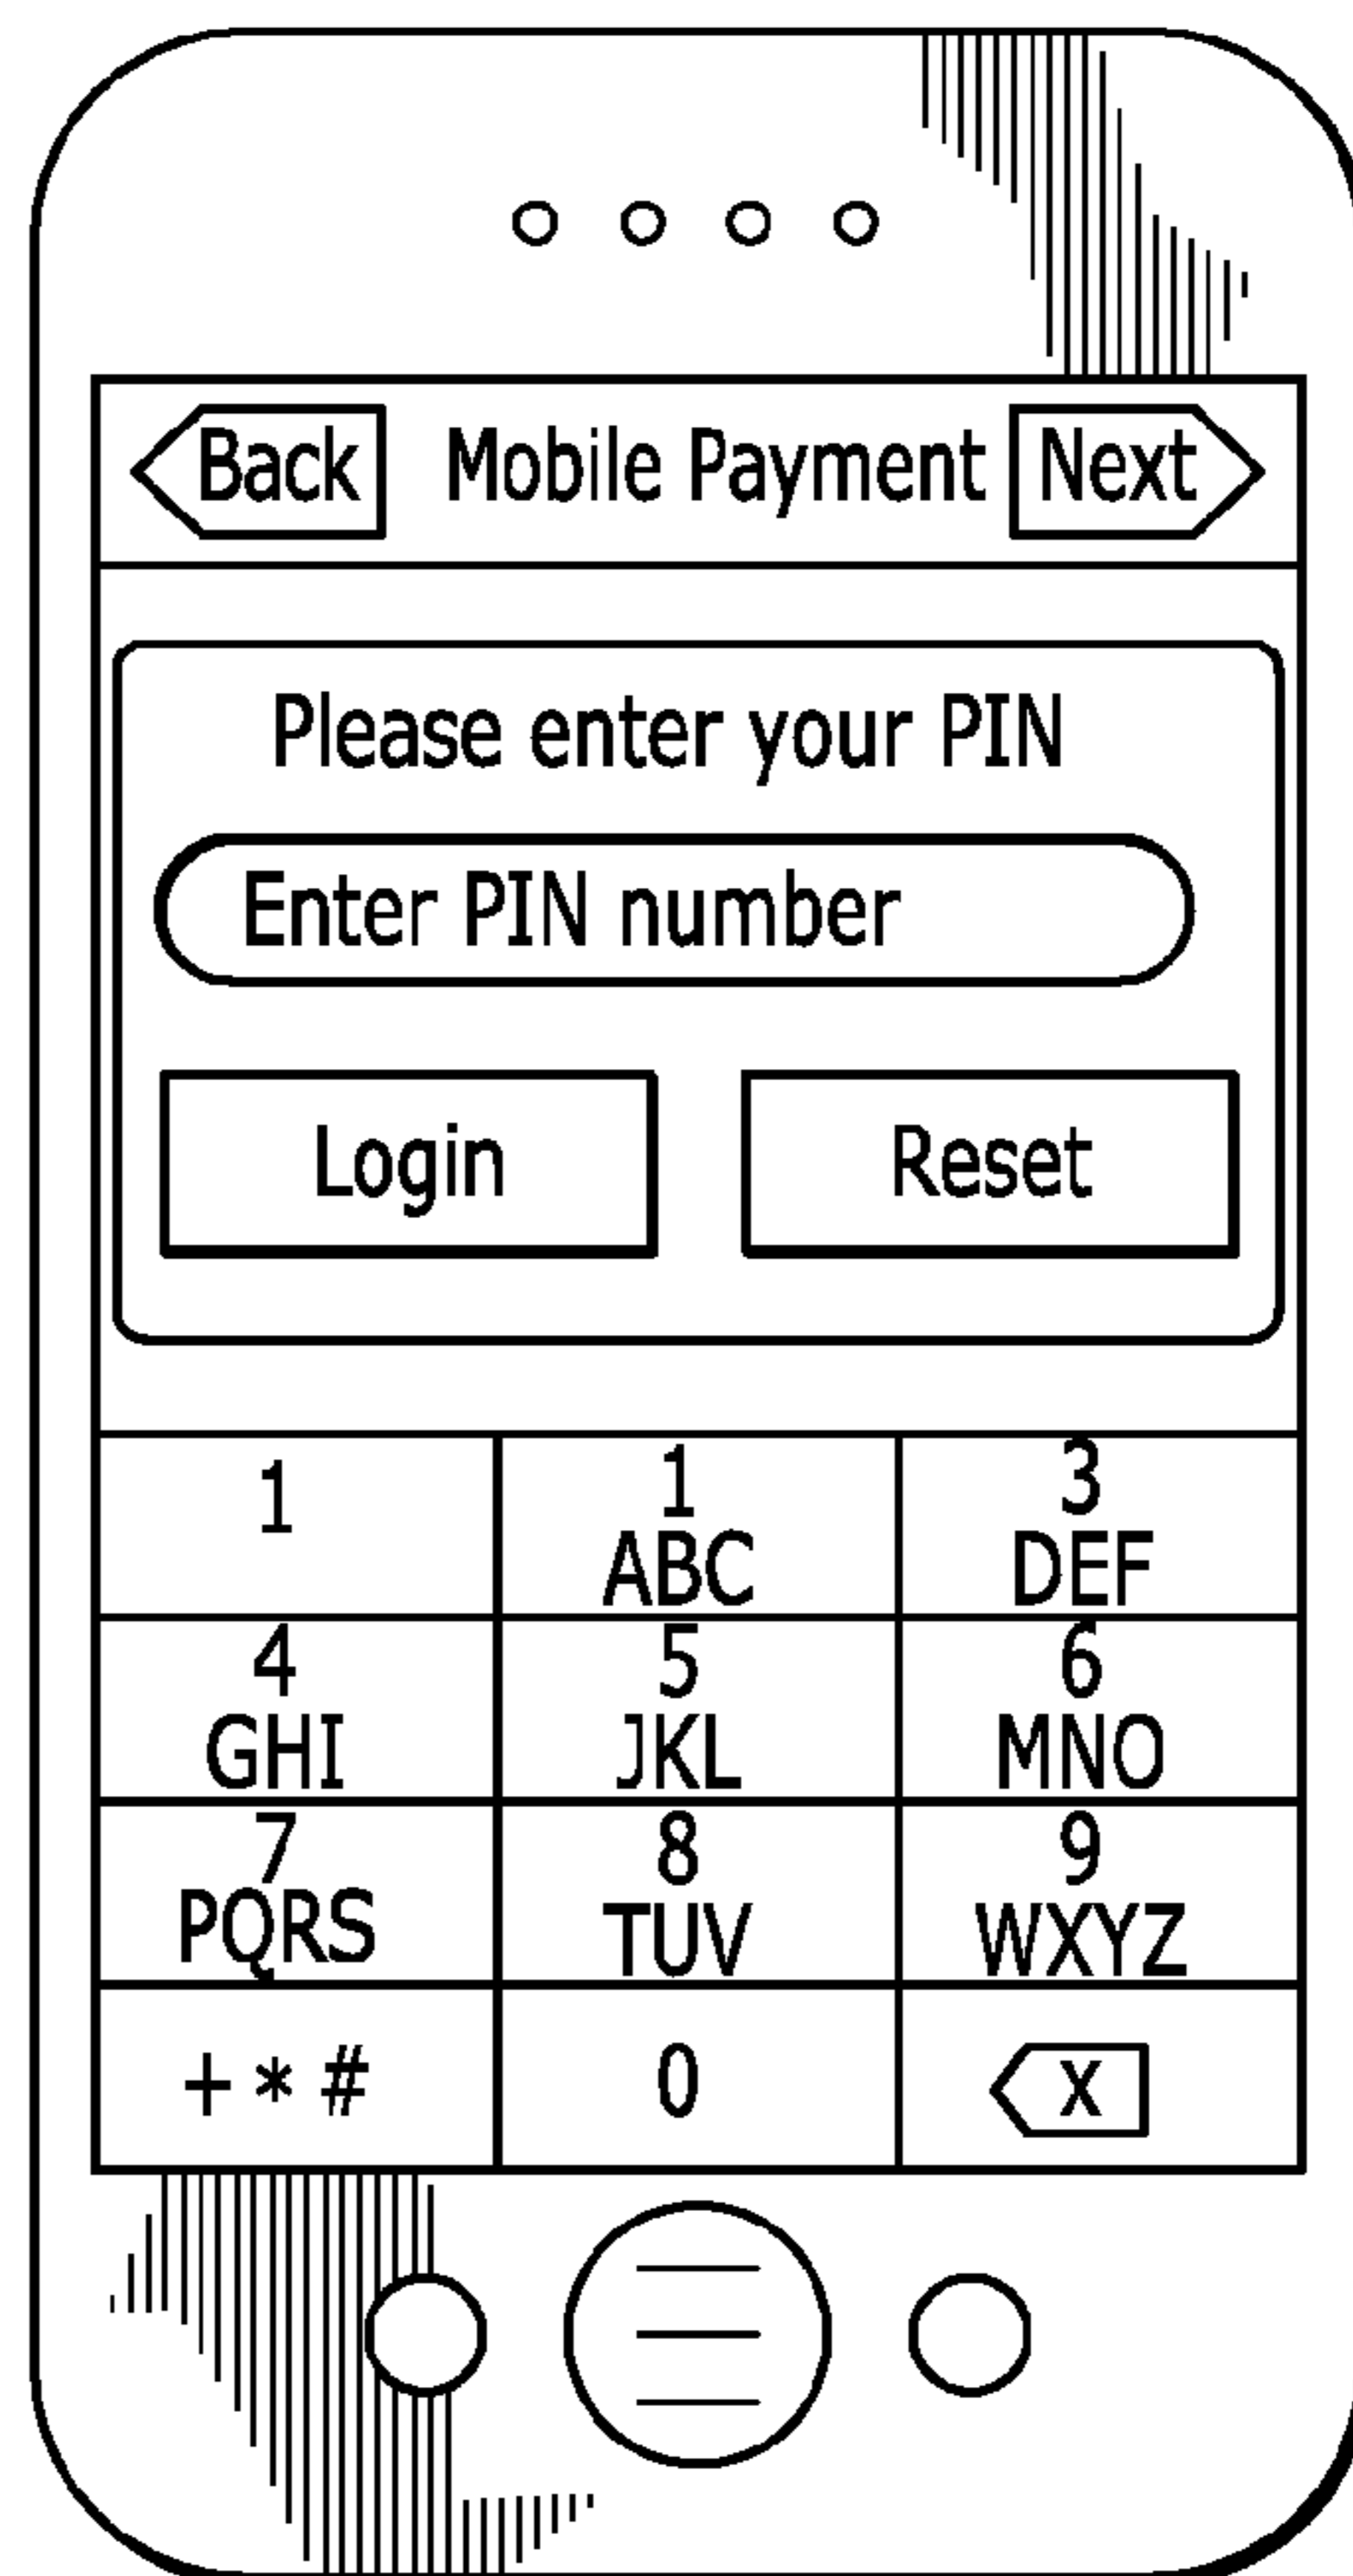 Back Mobile Payment Next
Please enter your PIN
Enter PIN number
Login Reset
1 1 3
ABC DEF
4 5 6
GHI JKL MNO
7 8 9
PQRS TUV WXYZ
+ * # 0 X